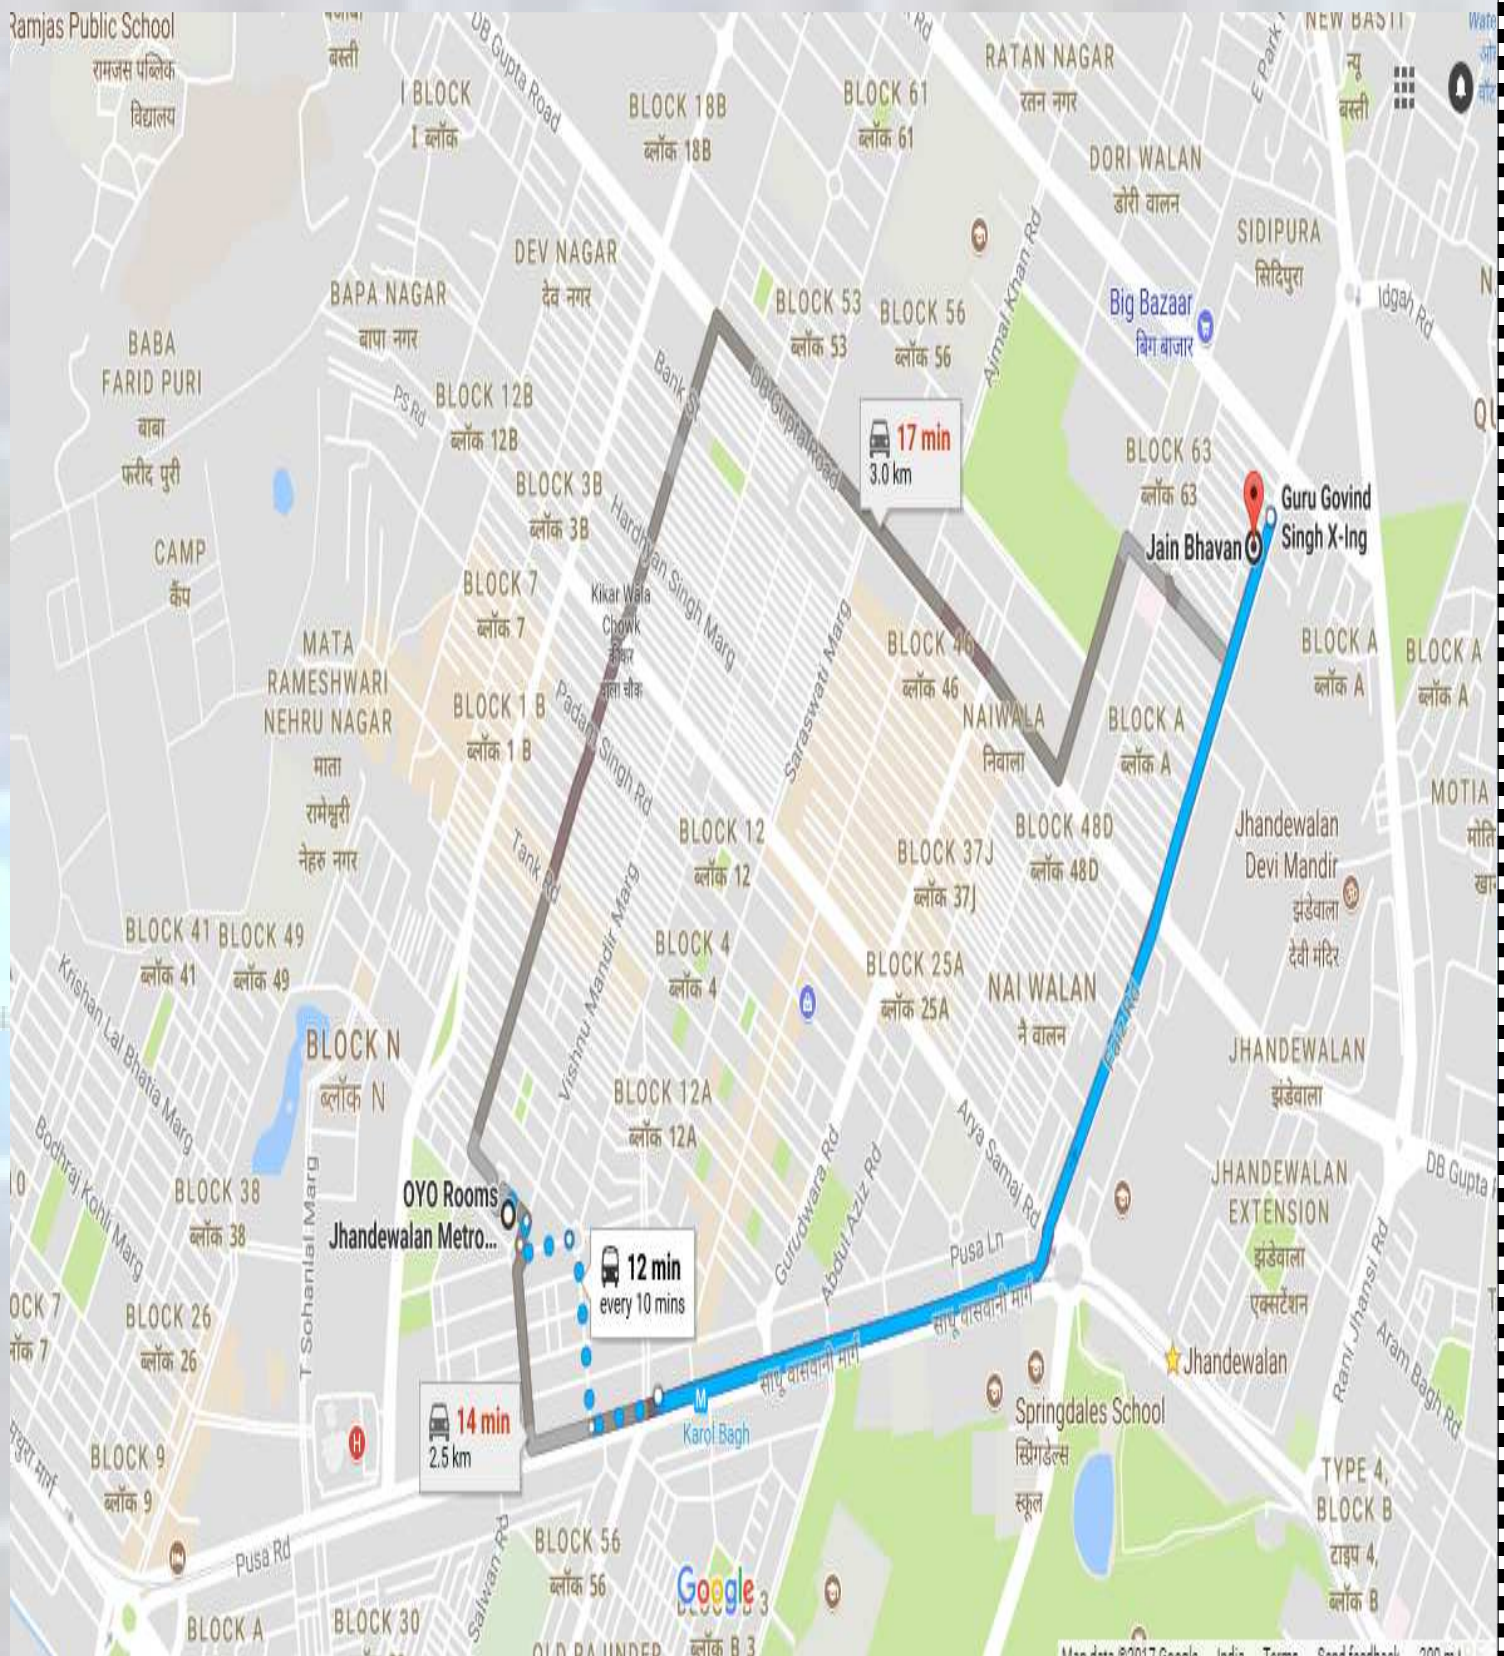 Ramjas Public School
रामजस पब्लिक
विद्यालय
बस्ती
DB Gupta Road
I BLOCK
I ब्लॉक
BLOCK 18B
ब्लॉक 18B
BLOCK 61
ब्लॉक 61
RATAN NAGAR
रतन नगर
E Park
NEW BASTI
न्यू
बस्ती
DORI WALAN
डोरी वालन
SIDIPURA
सिदिपुरा
Idgah Rd
DEV NAGAR
देव नगर
BAPA NAGAR
बापा नगर
BABA
FARID PURI
बाबा
फरीद पुरी
BLOCK 53
ब्लॉक 53
BLOCK 56
ब्लॉक 56
Ajmal Khan Rd
Big Bazaar
बिग बाजार
PS Rd
BLOCK 12B
ब्लॉक 12B
Bank St
DB Gupta Road
17 min
3.0 km
BLOCK 63
ब्लॉक 63
BLOCK 3B
ब्लॉक 3B
Guru Govind
Singh X-Ing
Jain Bhavan
CAMP
कैंप
BLOCK 7
ब्लॉक 7
Hardhyan Singh Marg
Kikar Wala
Chowk
कीकर
वाला चौक
MATA
RAMESHWARI
NEHRU NAGAR
माता
रामेश्वरी
नेहरु नगर
BLOCK 1 B
ब्लॉक 1 B
Padam Singh Rd
Saraswati Marg
BLOCK 46
ब्लॉक 46
NAIWALA
निवाला
BLOCK A
ब्लॉक A
BLOCK A
ब्लॉक A
BLOCK A
ब्लॉक A
MOTIA
Tank Rd
BLOCK 12
ब्लॉक 12
BLOCK 37J
ब्लॉक 37J
BLOCK 48D
ब्लॉक 48D
Jhandewalan
Devi Mandir
झंडेवाला
देवी मंदिर
BLOCK 41
ब्लॉक 41
BLOCK 49
ब्लॉक 49
Vishnu Mandir Marg
BLOCK 4
ब्लॉक 4
BLOCK 25A
ब्लॉक 25A
NAI WALAN
नै वालन
Faiz Rd
Krishan Lal Bhatia Marg
BLOCK N
ब्लॉक N
JHANDEWALAN
झंडेवाला
BLOCK 12A
ब्लॉक 12A
Arya Samaj Rd
Bodhraj Kohli Marg
BLOCK 38
ब्लॉक 38
T Sohanlal Marg
OYO Rooms
Jhandewalan Metro...
Gurudwara Rd
Abdul Aziz Rd
Pusa Ln
JHANDEWALAN
EXTENSION
झंडेवाला
एक्सटेंशन
DB Gupta
12 min
every 10 mins
BLOCK 26
ब्लॉक 26
साधू वासवानी मार्ग
साधू वासवानी मार्ग
Rani Jhansi Rd
Aram Bagh Rd
Jhandewalan
14 min
2.5 km
Karol Bagh
Springdales School
स्प्रिंगडेल्स
स्कूल
BLOCK 9
ब्लॉक 9
TYPE 4,
BLOCK B
टाइप 4,
ब्लॉक B
Pusa Rd
Salwan Rd
BLOCK 56
ब्लॉक 56
Google
BLOCK A
BLOCK 30
ब्लॉक B 3